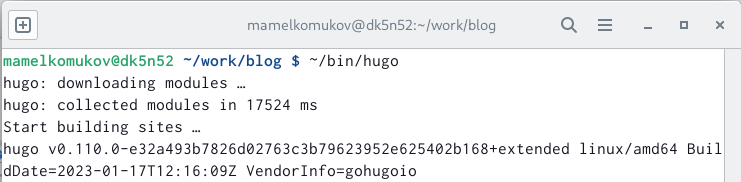 mamelkomukov@dk5n52:~/work/blog
mamelkomukov@dk5n52 ~/work/blog $ ~/bin/hugo
hugo: downloading modules …
hugo: collected modules in 17524 ms
Start building sites …
hugo v0.110.0-e32a493b7826d02763c3b79623952e625402b168+extended linux/amd64 Buil
dDate=2023-01-17T12:16:09Z VendorInfo=gohugoio